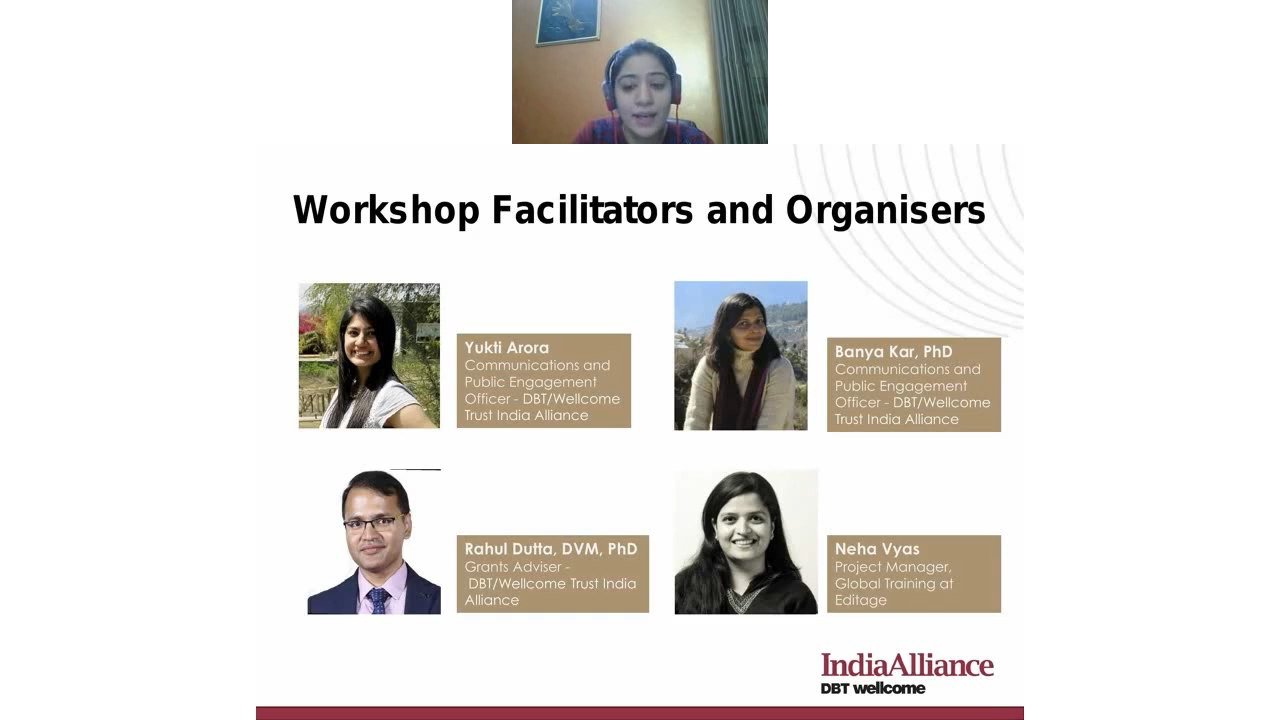 Workshop Facilitators and Organisers
Yukti Arora
Communications and
Public Engagement
Officer - DBT/Wellcome
Trust India Alliance
Banya Kar, PhD
Communications and
Public Engagement
Officer - DBT/Wellcome
Trust India Alliance
Rahul Dutta, DVM, PhD
Grants Adviser -
DBT/Wellcome Trust India
Alliance
Neha Vyas
Project Manager,
Global Training at
Editage
IndiaAlliance
DBT wellcome